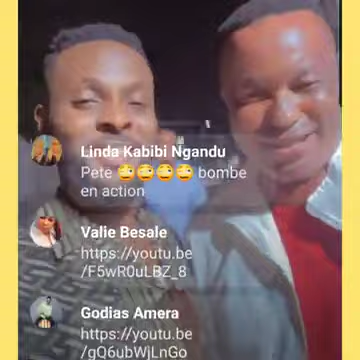 Linda Kabibi Ngandu
Pete 🙄🙄🙄🙄 bombe
en action
Valie Besale
https://youtu.be
/F5wR0uLBZ_8
Godias Amera
https://youtu.be
/gQ6ubWjLnGo